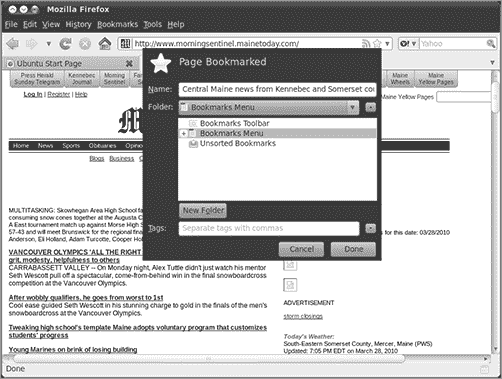 Mozilla Firefox
File Edit View History Bookmarks Tools Help
http://www.morningsentinel.mainetoday.com/
Yahoo
Ubuntu Start Page
Page Bookmarked
Name: Central Maine news from Kennebec and Somerset cou
Folder: Bookmarks Menu
Bookmarks Toolbar
Bookmarks Menu
Unsorted Bookmarks
New Folder
Tags: Separate tags with commas
Cancel Done
Press Herald
Sunday Telegram
Kennebec
Journal
Morning
Sentinel
Maine
Wheels
Maine
Yellow Pages
Log In | Register | Help
Maine Yellow Pages
Home News Sports Obituaries Opinion
Blogs Business
MULTITASKING: Skowhegan Area High School
consuming snow cones together at the Augusta C
A East tournament match up against Morse High S
57-43 and will meet Brunswick for the regional fina
Anderson, Eli Holland, Adam Turcotte, Cooper Ho
for this date: 03/28/2010
VANCOUVER OLYMPICS 'ALL THE RIGHT
grit, modesty, helpfulness to others
CARRABASSETT VALLEY -- On Monday night, Alex Tuttle didn't just watch his mentor
Seth Wescott pull off a spectacular, come-from-behind win in the final snowboardcross
competition at the Vancouver Olympics.
After wobbly qualifiers, he goes from worst to 1st
Cool ease guided Seth Wescott in his stunning charge to gold in the finals of the men's
snowboardcross at the Vancouver Olympics.
Tweaking high school's template Maine adopts voluntary program that customizes
students' progress
Young Marines on brink of losing building
ADVERTISEMENT
storm closings
Today's Weather:
South-Eastern Somerset County, Mercer, Maine (PWS)
Updated: 7:05 PM EDT on March 28, 2010
Done